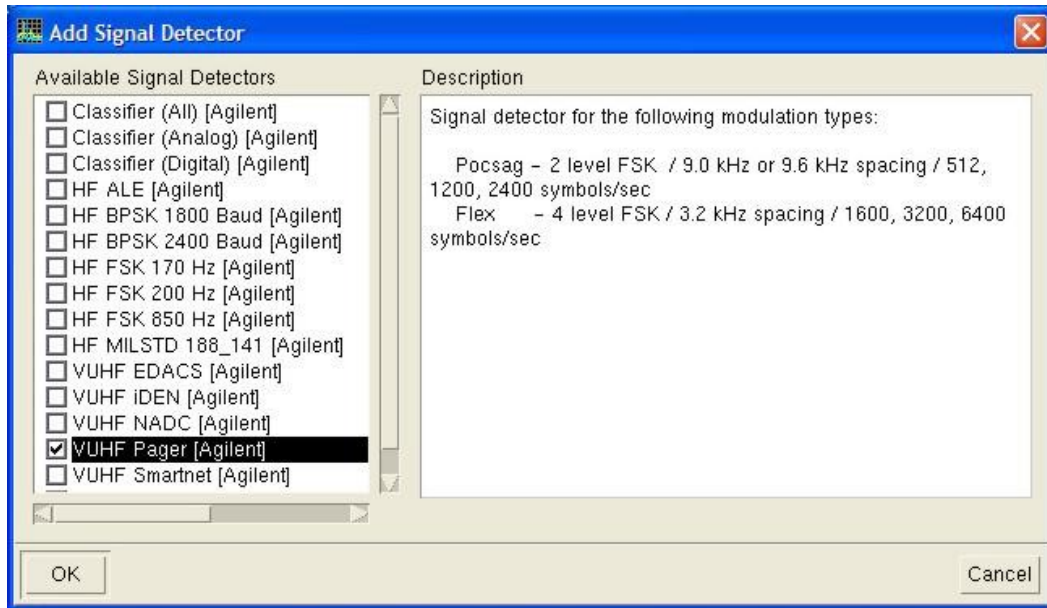 Add Signal Detector
Available Signal Detectors
Classifier (All) [Agilent]
Classifier (Analog) [Agilent]
Classifier (Digital) [Agilent]
HF ALE [Agilent]
HF BPSK 1800 Baud [Agilent]
HF BPSK 2400 Baud [Agilent]
HF FSK 170 Hz [Agilent]
HF FSK 200 Hz [Agilent]
HF FSK 850 Hz [Agilent]
HF MILSTD 188_141 [Agilent]
VUHF EDACS [Agilent]
VUHF iDEN [Agilent]
VUHF NADC [Agilent]
VUHF Pager [Agilent]
VUHF Smartnet [Agilent]
Description
Signal detector for the following modulation types:
Pocsag – 2 level FSK / 9.0 kHz or 9.6 kHz spacing / 512,
1200, 2400 symbols/sec
Flex – 4 level FSK / 3.2 kHz spacing / 1600, 3200, 6400
symbols/sec
OK
Cancel